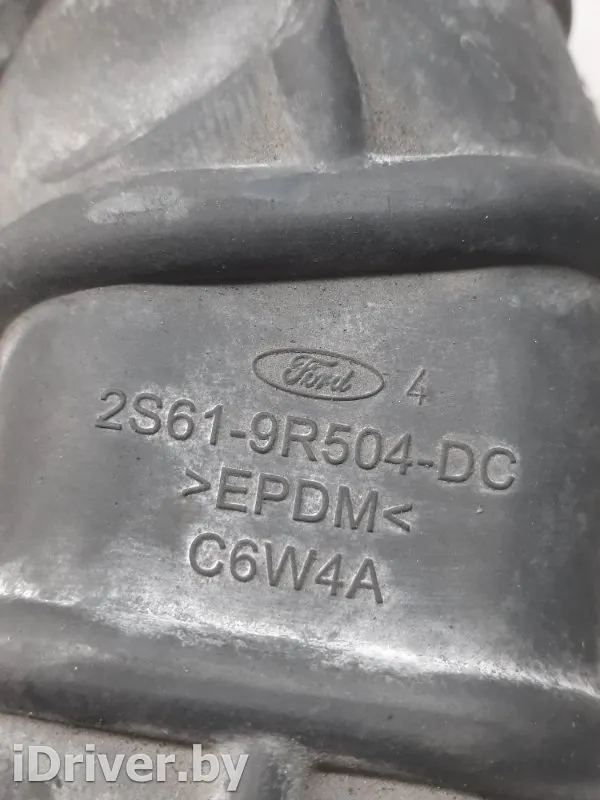 Ford 4
2S61-9R504-DC
>EPDM<
C6W4A
iDriver.by